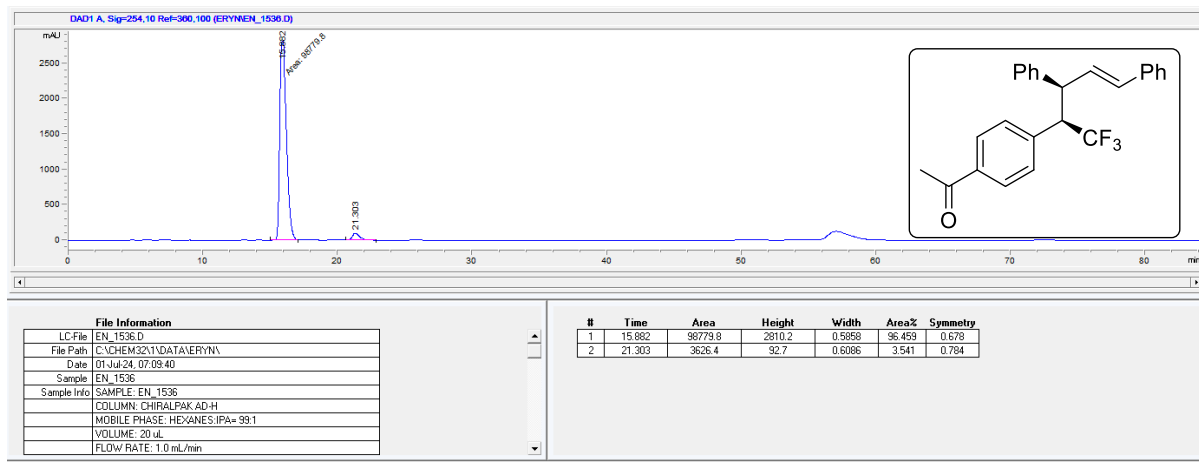 DAD1 A, Sig=254,10 Ref=360,100 (ERYN\EN_1536.D)
mAU
2500
2000
1500
1000
500
0
15.882
Area: 98779.8
21.303
0 10 20 30 40 50 60 70 80 min
Ph Ph
CF3
O
File Information
LC-File EN_1536.D
File Path C:\CHEM32\1\DATA\ERYN\
Date 01-Jul-24, 07:09:40
Sample EN_1536
Sample Info SAMPLE: EN_1536
COLUMN: CHIRALPAK AD-H
MOBILE PHASE: HEXANES:IPA= 99:1
VOLUME: 20 uL
FLOW RATE: 1.0 mL/min
# Time Area Height Width Area% Symmetry
1 15.882 98779.8 2810.2 0.5858 96.459 0.678
2 21.303 3626.4 92.7 0.6086 3.541 0.784